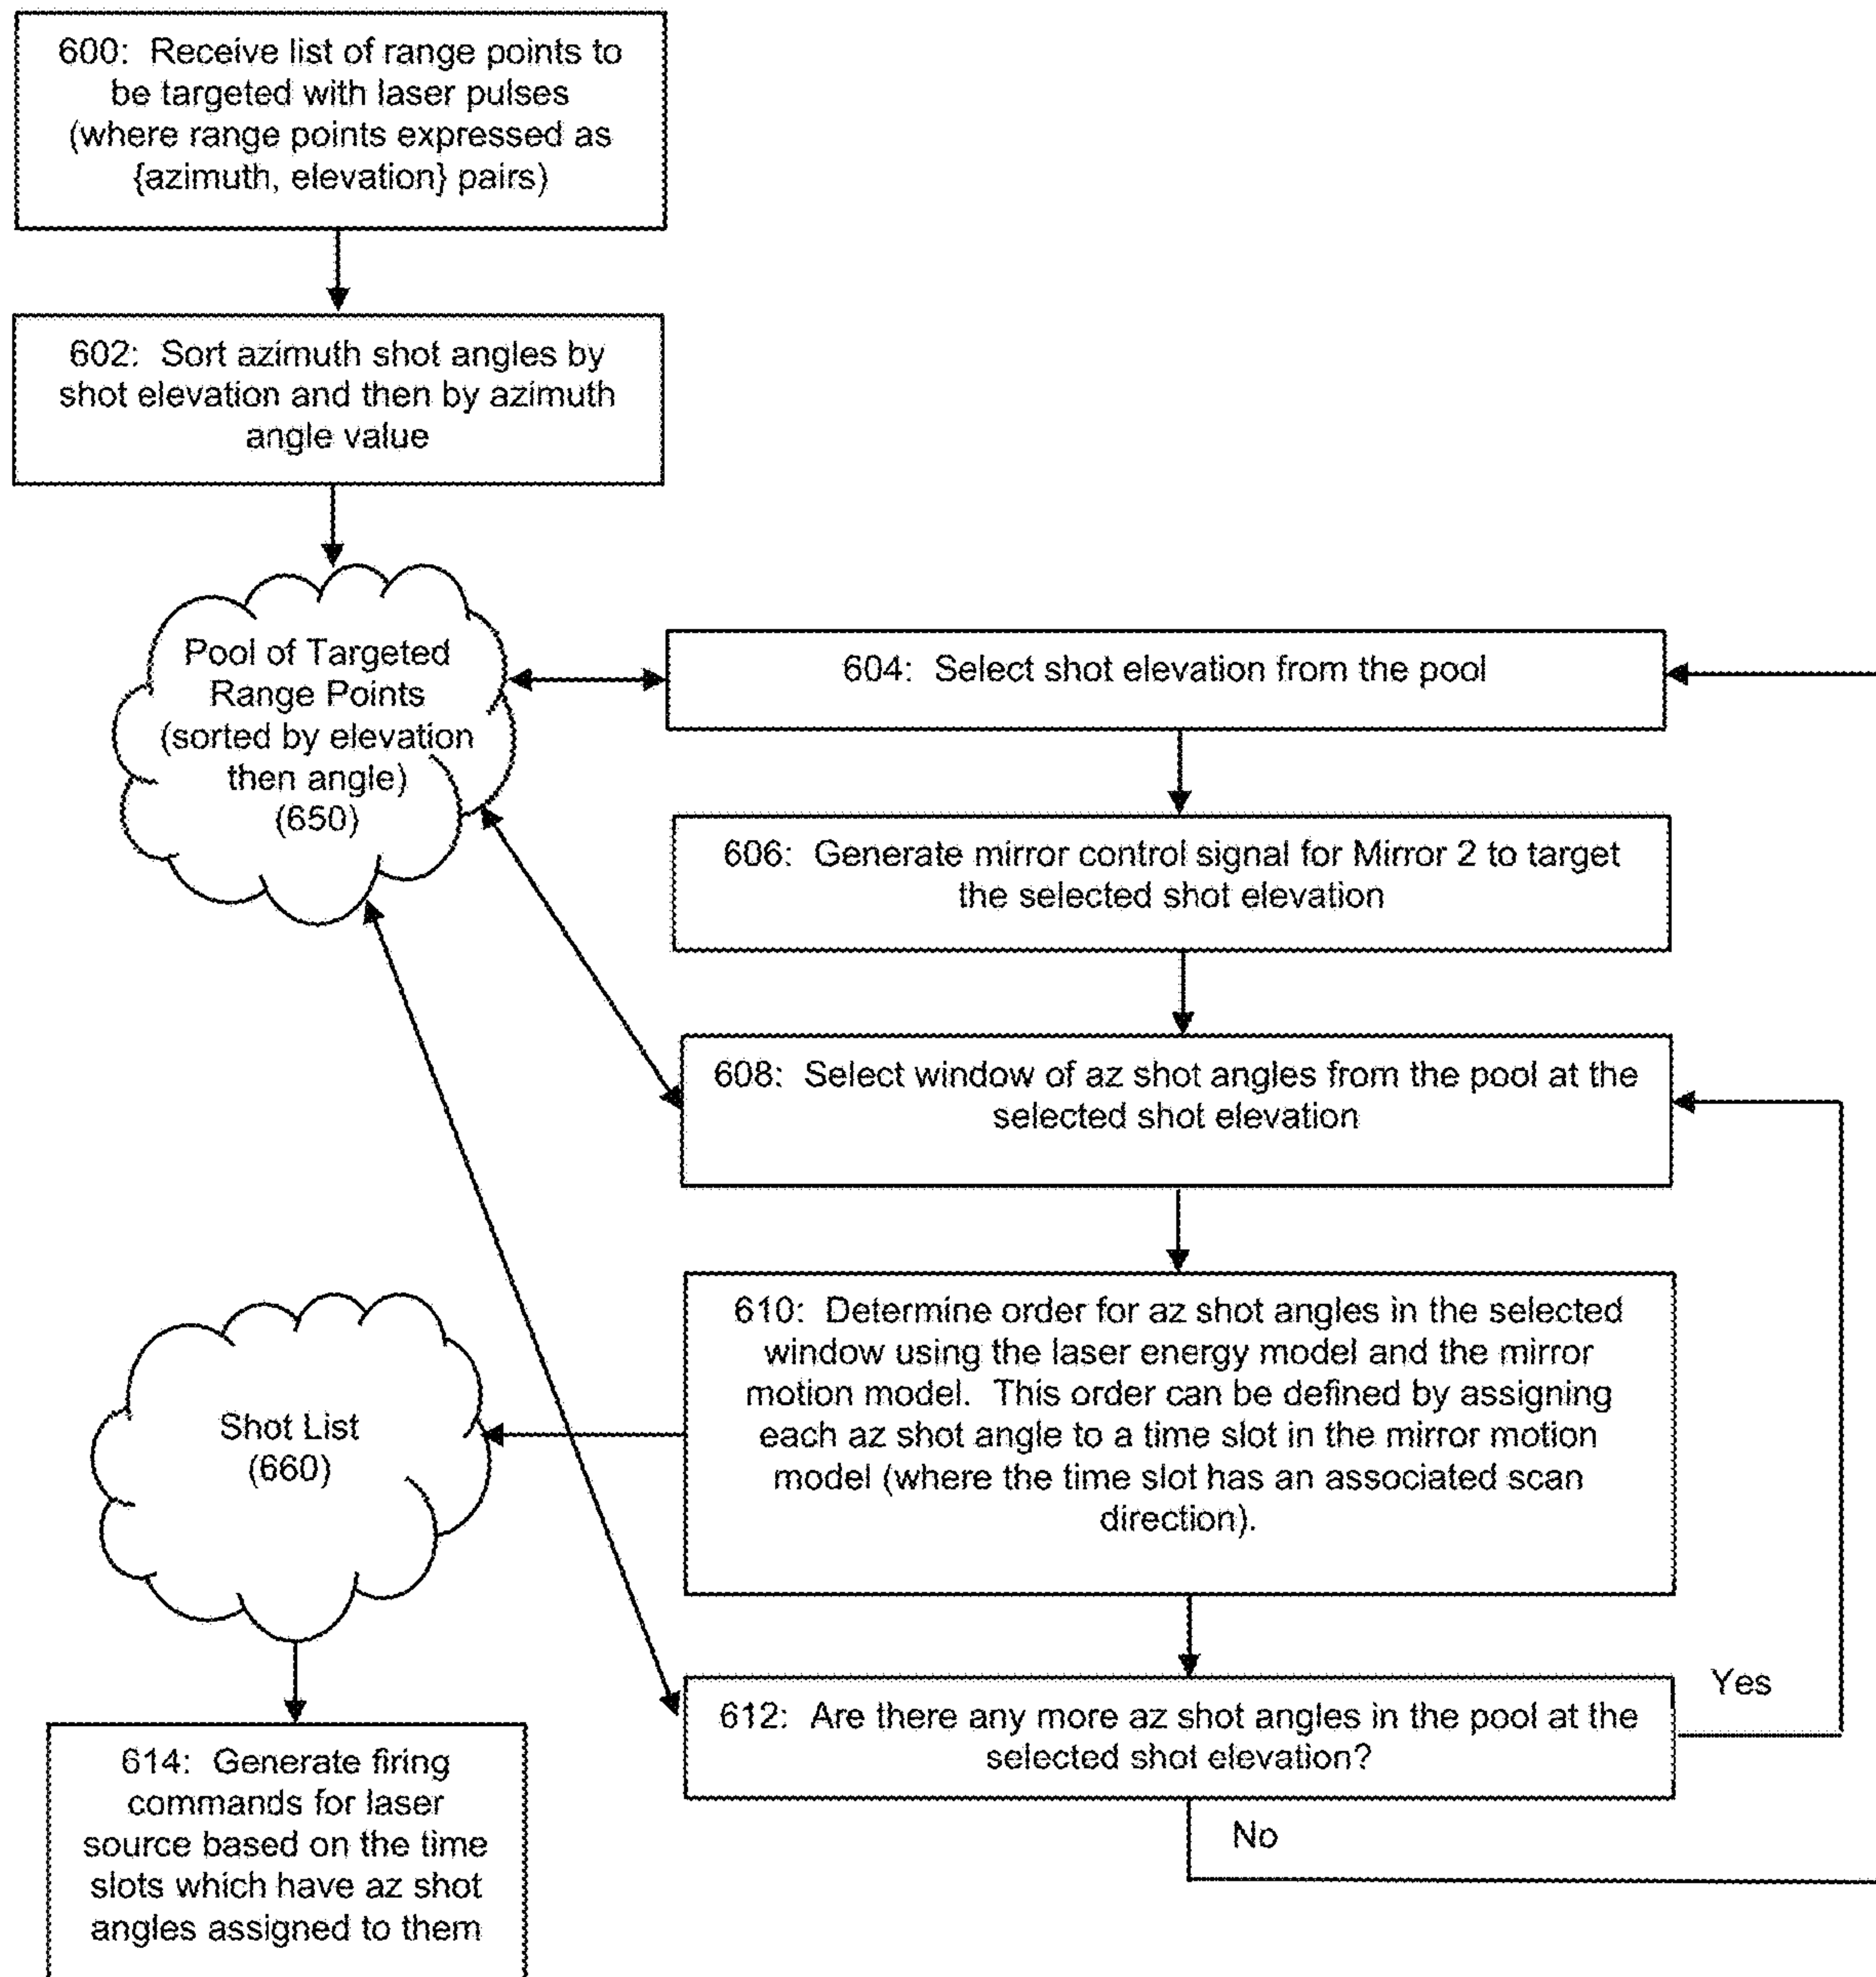 600: Receive list of range points to
be targeted with laser pulses
(where range points expressed as
{azimuth, elevation} pairs)
602: Sort azimuth shot angles by
shot elevation and then by azimuth
angle value
Pool of Targeted
Range Points
(sorted by elevation
then angle)
(650)
604: Select shot elevation from the pool
606: Generate mirror control signal for Mirror 2 to target
the selected shot elevation
608: Select window of az shot angles from the pool at the
selected shot elevation
610: Determine order for az shot angles in the selected
window using the laser energy model and the mirror
motion model. This order can be defined by assigning
each az shot angle to a time slot in the mirror motion
model (where the time slot has an associated scan
direction).
Shot List
(660)
612: Are there any more az shot angles in the pool at the
selected shot elevation?
Yes
No
614: Generate firing
commands for laser
source based on the time
slots which have az shot
angles assigned to them